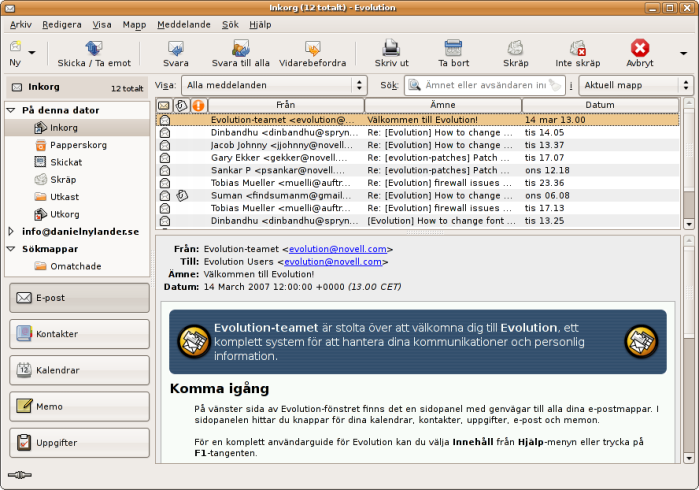 Inkorg (12 totalt) - Evolution
Arkiv Redigera Visa Mapp Meddelande Sök Hjälp
Ny Skicka / Ta emot Svara Svara till alla Vidarebefordra Skriv ut Ta bort Skräp Inte skräp Avbryt
Inkorg 12 totalt
Visa: Alla meddelanden Sök: Ämnet eller avsändaren in i Aktuell mapp
På denna dator
Inkorg
Papperskorg
Skickat
Skräp
Utkast
Utkorg
info@danielnylander.se
Sökmappar
Omatchade
E-post
Kontakter
Kalendrar
Memo
Uppgifter
Från Ämne Datum
Evolution-teamet <evolution@... Välkommen till Evolution! 14 mar 13.00
Dinbandhu <dinbandhu@spryn... Re: [Evolution] How to change ... tis 14.05
Jacob Johnny <jjohnny@novell... Re: [Evolution] How to change ... tis 13.37
Gary Ekker <gekker@novell.... Re: [evolution-patches] Patch ... tis 17.07
Sankar P <psankar@novell.... Re: [evolution-patches] Patch ... ons 12.18
Tobias Mueller <muelli@auftr... Re: [Evolution] firewall issues ... tis 23.36
Suman <findsumanm@gmail... Re: [Evolution] How to change ... ons 06.08
Tobias Mueller <muelli@auftr... Re: [Evolution] firewall issues ... tis 17.13
Dinbandhu <dinbandhu@spryn... [Evolution] How to change font ... tis 13.25
Från: Evolution-teamet <evolution@novell.com>
Till: Evolution Users <evolution@novell.com>
Ämne: Välkommen till Evolution!
Datum: 14 March 2007 12:00:00 +0000 (13.00 CET)
Evolution-teamet är stolta över att välkomna dig till Evolution, ett
komplett system för att hantera dina kommunikationer och personlig
information.
Komma igång
På vänster sida av Evolution-fönstret finns det en sidopanel med genvägar till alla dina e-postmappar. I
sidopanelen hittar du knappar för dina kalendrar, kontakter, uppgifter, e-post och memon.
För en komplett användarguide för Evolution kan du välja Innehåll från Hjälp-menyn eller trycka på
F1-tangenten.